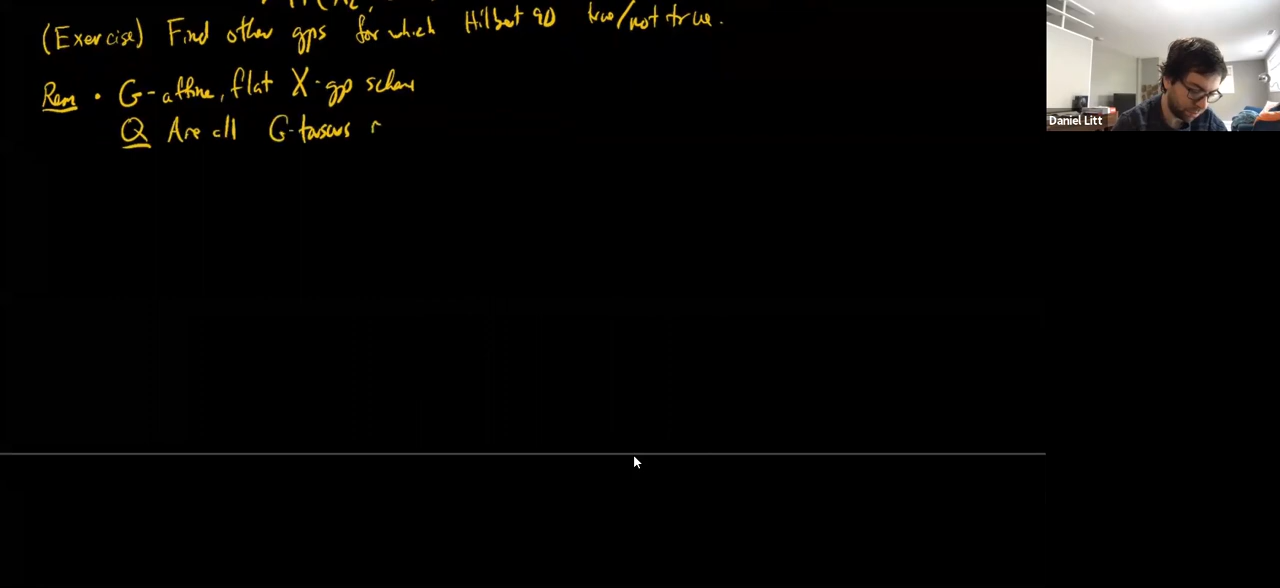 (Exercise) Find other gps for which Hilbert 90 true/not true.
Rem • G - affine, flat X-gp scheme
Q Are all G-torsors r
Daniel Litt